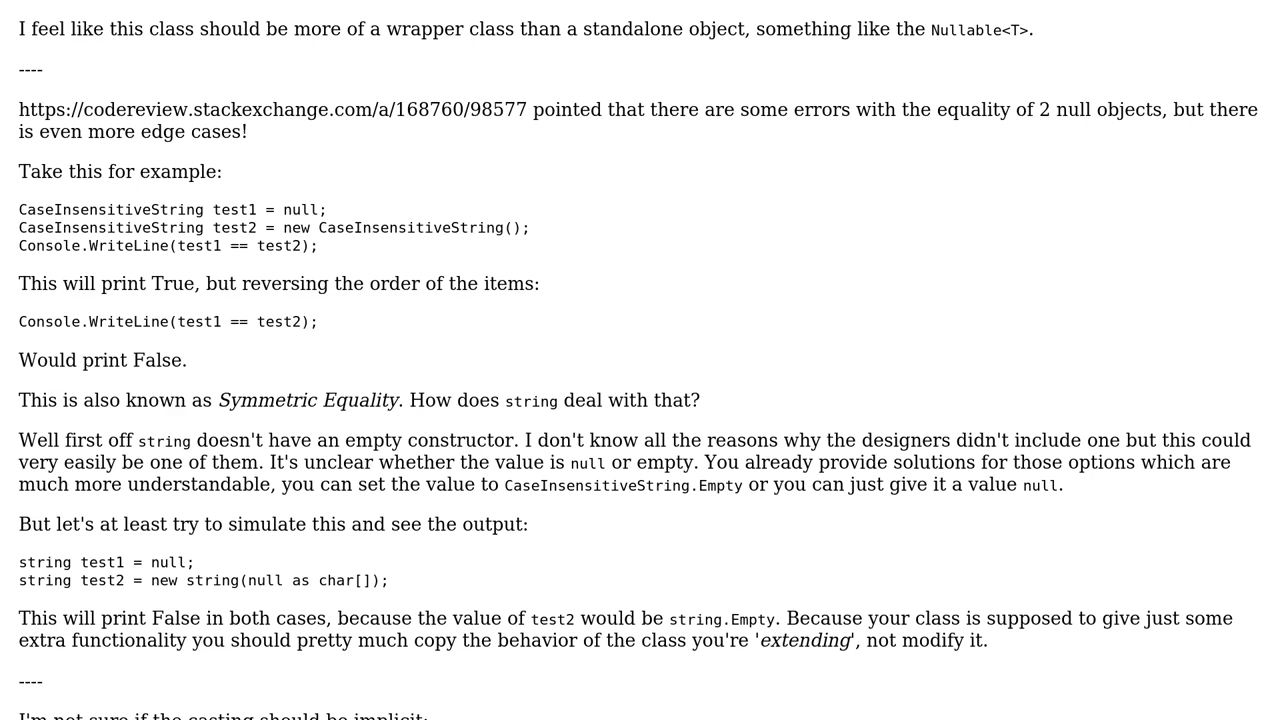 I feel like this class should be more of a wrapper class than a standalone object, something like the Nullable<T>.
----
https://codereview.stackexchange.com/a/168760/98577 pointed that there are some errors with the equality of 2 null objects, but there
is even more edge cases!
Take this for example:
CaseInsensitiveString test1 = null;
CaseInsensitiveString test2 = new CaseInsensitiveString();
Console.WriteLine(test1 == test2);
This will print True, but reversing the order of the items:
Console.WriteLine(test1 == test2);
Would print False.
This is also known as Symmetric Equality. How does string deal with that?
Well first off string doesn't have an empty constructor. I don't know all the reasons why the designers didn't include one but this could
very easily be one of them. It's unclear whether the value is null or empty. You already provide solutions for those options which are
much more understandable, you can set the value to CaseInsensitiveString.Empty or you can just give it a value null.
But let's at least try to simulate this and see the output:
string test1 = null;
string test2 = new string(null as char[]);
This will print False in both cases, because the value of test2 would be string.Empty. Because your class is supposed to give just some
extra functionality you should pretty much copy the behavior of the class you're 'extending', not modify it.
----
I'm not sure if the casting should be implicit: